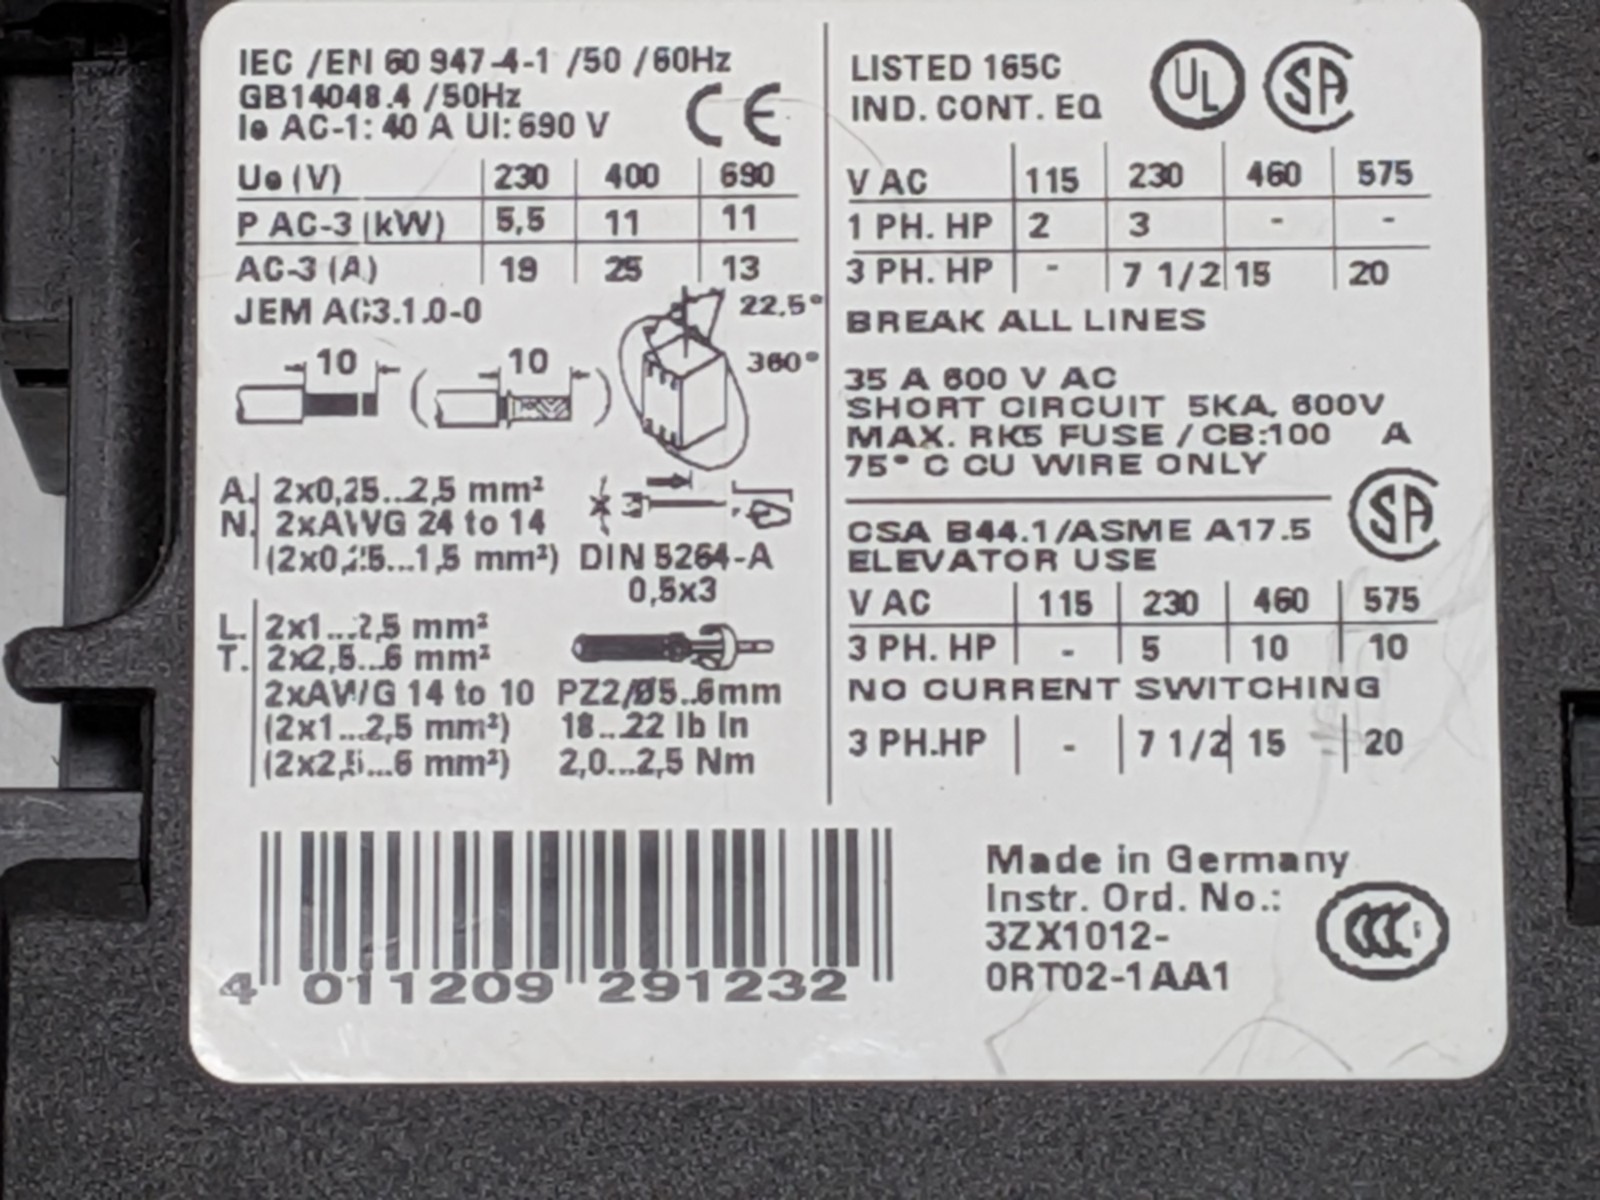 IEC /EN 60 947-4-1 /50 /60Hz
GB14048.4 /50Hz
Ie AC-1: 40 A UI: 690 V
CE
Ue (V) 230 400 690
P AC-3 (kW) 5,5 11 11
AC-3 (A) 19 25 13
JEM AC3.1.0-0
22,5°
10 ( 10 ) 360°
A. 2x0,25...2,5 mm²
N. 2xAWG 24 to 14
(2x0,25...1,5 mm²) DIN 5264-A
0,5x3
L. 2x1...2,5 mm²
T. 2x2,5...6 mm²
2xAWG 14 to 10 PZ2/Ø5..6mm
(2x1...2,5 mm²) 18...22 lb in
(2x2,5...6 mm²) 2,0...2,5 Nm
4 011209 291232
LISTED 165C UL SA
IND. CONT. EQ
V AC 115 230 460 575
1 PH. HP 2 3 - -
3 PH. HP - 7 1/2 15 20
BREAK ALL LINES
35 A 600 V AC
SHORT CIRCUIT 5KA, 600V
MAX. RK5 FUSE / CB:100 A
75° C CU WIRE ONLY
CSA B44.1/ASME A17.5 SA
ELEVATOR USE
V AC 115 230 460 575
3 PH. HP - 5 10 10
NO CURRENT SWITCHING
3 PH.HP - 7 1/2 15 20
Made in Germany
Instr. Ord. No.:
3ZX1012-
0RT02-1AA1
CCC